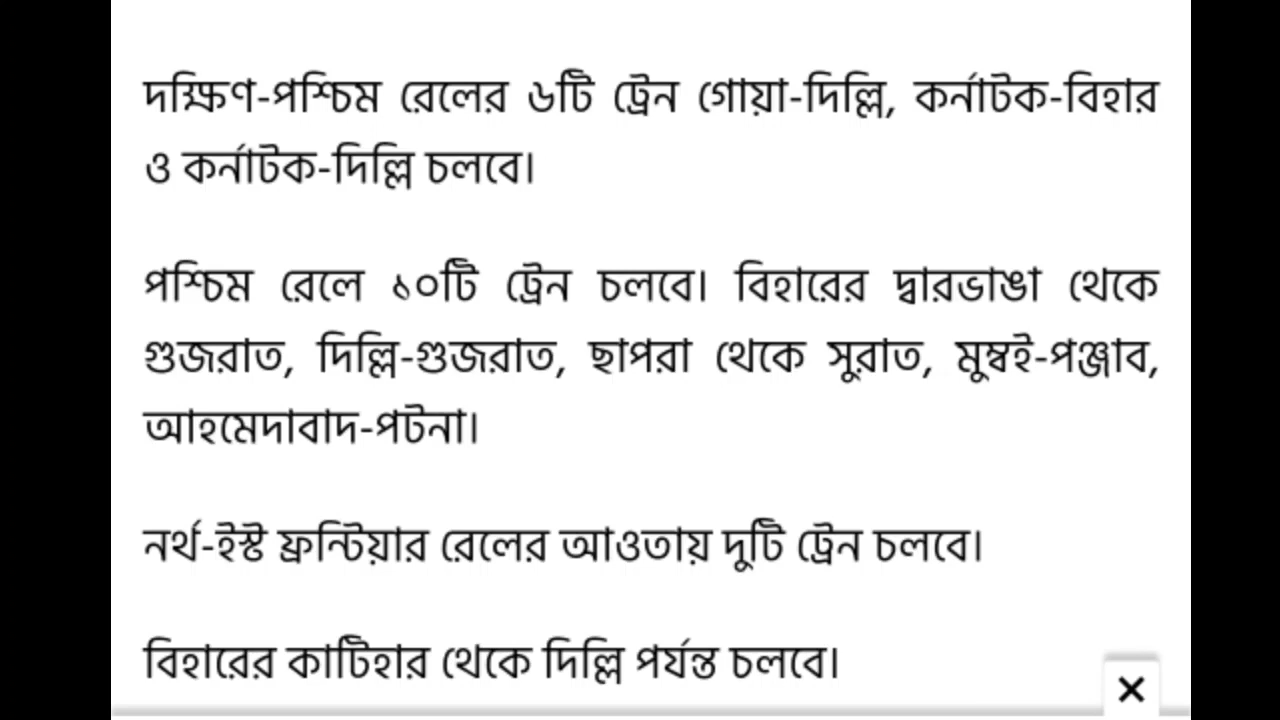 দক্ষিণ-পশ্চিম রেলের ৬টি ট্রেন গোয়া-দিল্লি, কর্নাটক-বিহার
ও কর্নাটক-দিল্লি চলবে।
পশ্চিম রেলে ১০টি ট্রেন চলবে। বিহারের দ্বারভাঙা থেকে
গুজরাত, দিল্লি-গুজরাত, ছাপরা থেকে সুরাত, মুম্বই-পঞ্জাব,
আহমেদাবাদ-পটনা।
নর্থ-ইস্ট ফ্রন্টিয়ার রেলের আওতায় দুটি ট্রেন চলবে।
বিহারের কাটিহার থেকে দিল্লি পর্যন্ত চলবে।